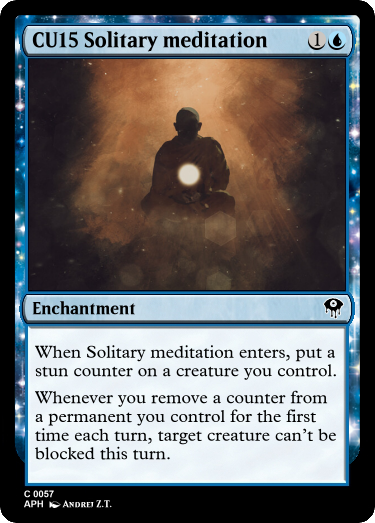 CU15 Solitary meditation 1
Enchantment
When Solitary meditation enters, put a
stun counter on a creature you control.
Whenever you remove a counter from
a permanent you control for the first
time each turn, target creature can't be
blocked this turn.
C 0057
APH Andrej Z.T.